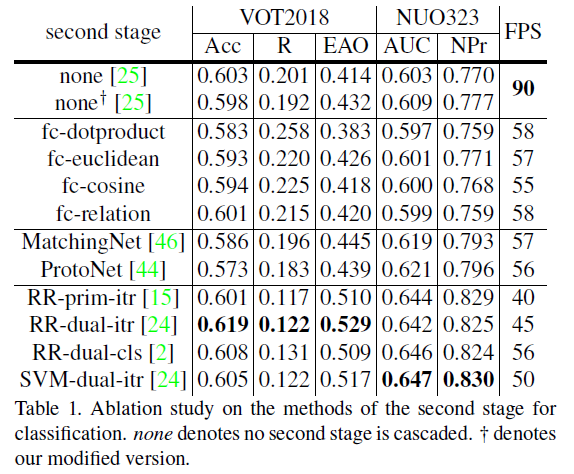 second stage VOT2018 NUO323 FPS
Acc R EAO AUC NPr
none [25] 0.603 0.201 0.414 0.603 0.770 90
none† [25] 0.598 0.192 0.432 0.609 0.777
fc-dotproduct 0.583 0.258 0.383 0.597 0.759 58
fc-euclidean 0.593 0.220 0.426 0.601 0.771 57
fc-cosine 0.594 0.225 0.418 0.600 0.768 55
fc-relation 0.601 0.215 0.420 0.599 0.759 58
MatchingNet [46] 0.586 0.196 0.445 0.619 0.793 57
ProtoNet [44] 0.573 0.183 0.439 0.621 0.796 56
RR-prim-itr [15] 0.601 0.117 0.510 0.644 0.829 40
RR-dual-itr [24] 0.619 0.122 0.529 0.642 0.825 45
RR-dual-cls [2] 0.608 0.131 0.509 0.646 0.824 56
SVM-dual-itr [24] 0.605 0.122 0.517 0.647 0.830 50
Table 1. Ablation study on the methods of the second stage for
classification. none denotes no second stage is cascaded. † denotes
our modified version.